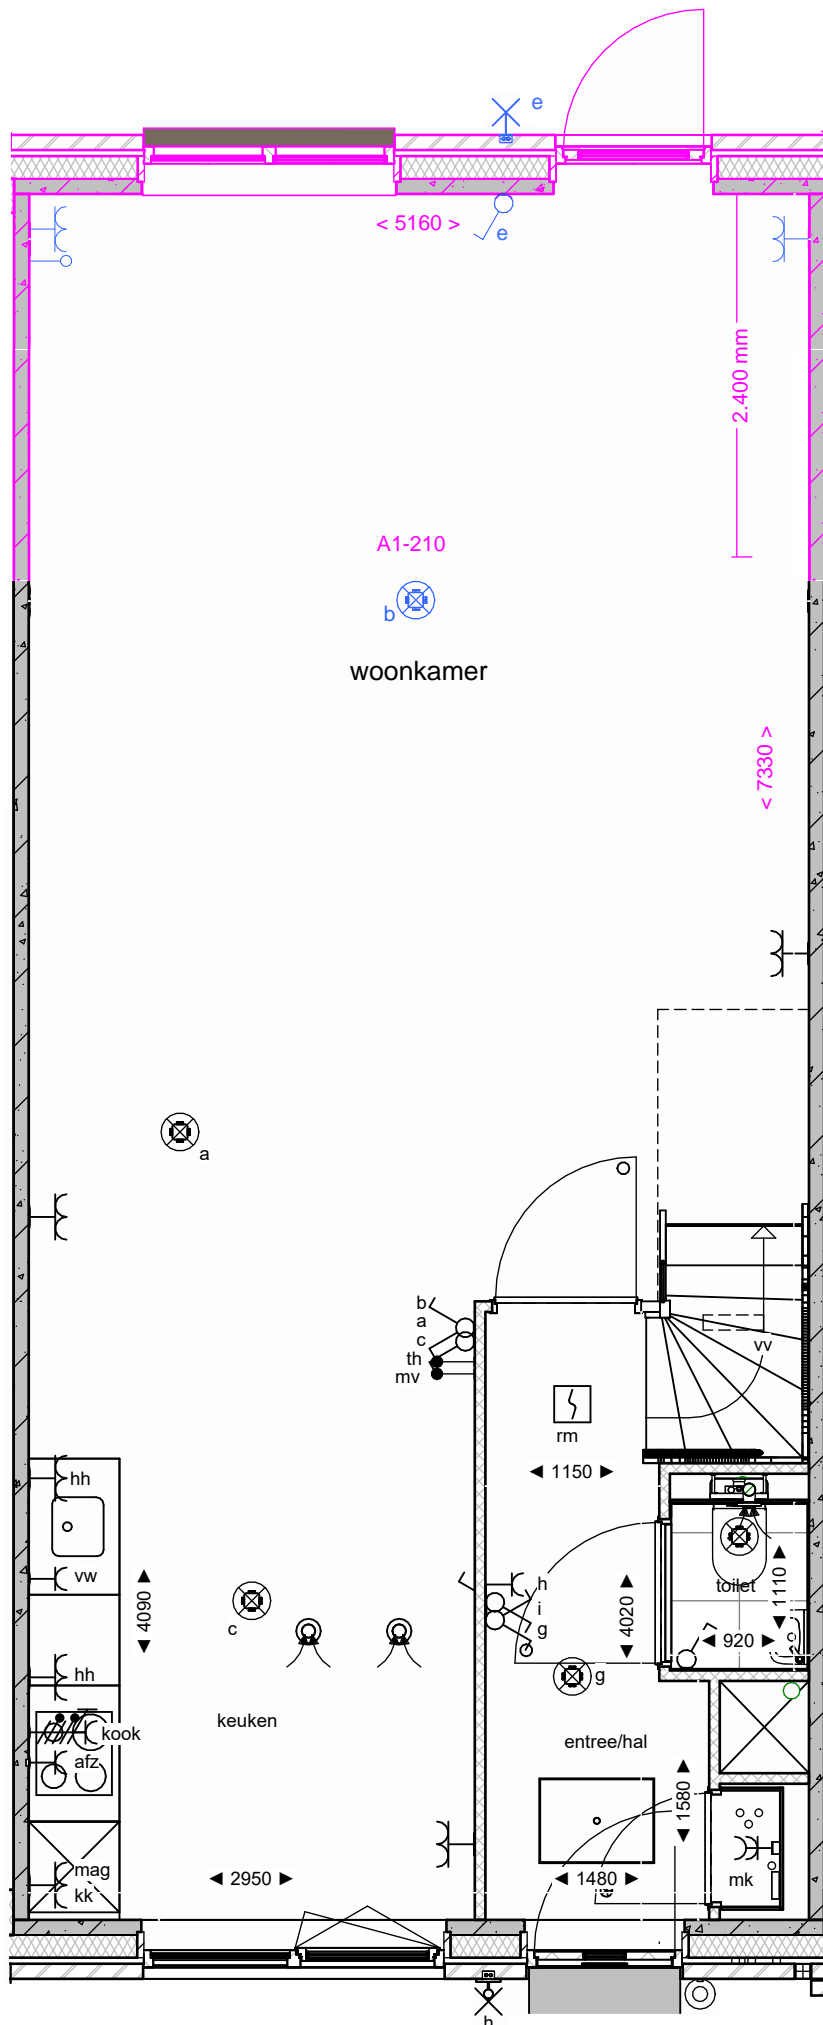 e
< 5160 >
e
2.400 mm
A1-210
b
woonkamer
< 7330 >
a
b
a
c
th
mv
vv
rm
◄ 1150 ►
hh
vw
◄ 4090 ►
c
h
i
g
◄ 4020 ►
toilet
◄ 1110 ►
◄ 920 ►
hh
g
keuken
kook
afz
entree/hal
◄ 1580 ►
mag
kk
◄ 2950 ►
◄ 1480 ►
mk
h